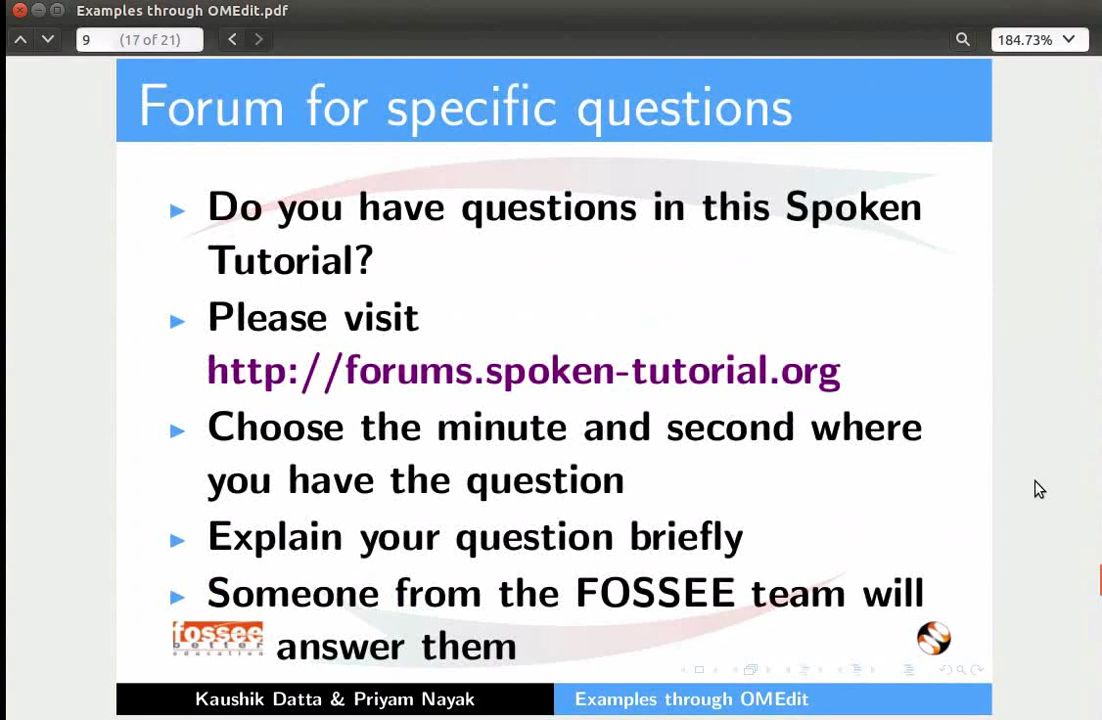 Examples through OMEdit.pdf
9 (17 of 21)
184.73%
Forum for specific questions
Do you have questions in this Spoken
Tutorial?
Please visit
http://forums.spoken-tutorial.org
Choose the minute and second where
you have the question
Explain your question briefly
Someone from the FOSSEE team will
answer them
fossee
better
education
Kaushik Datta & Priyam Nayak
Examples through OMEdit